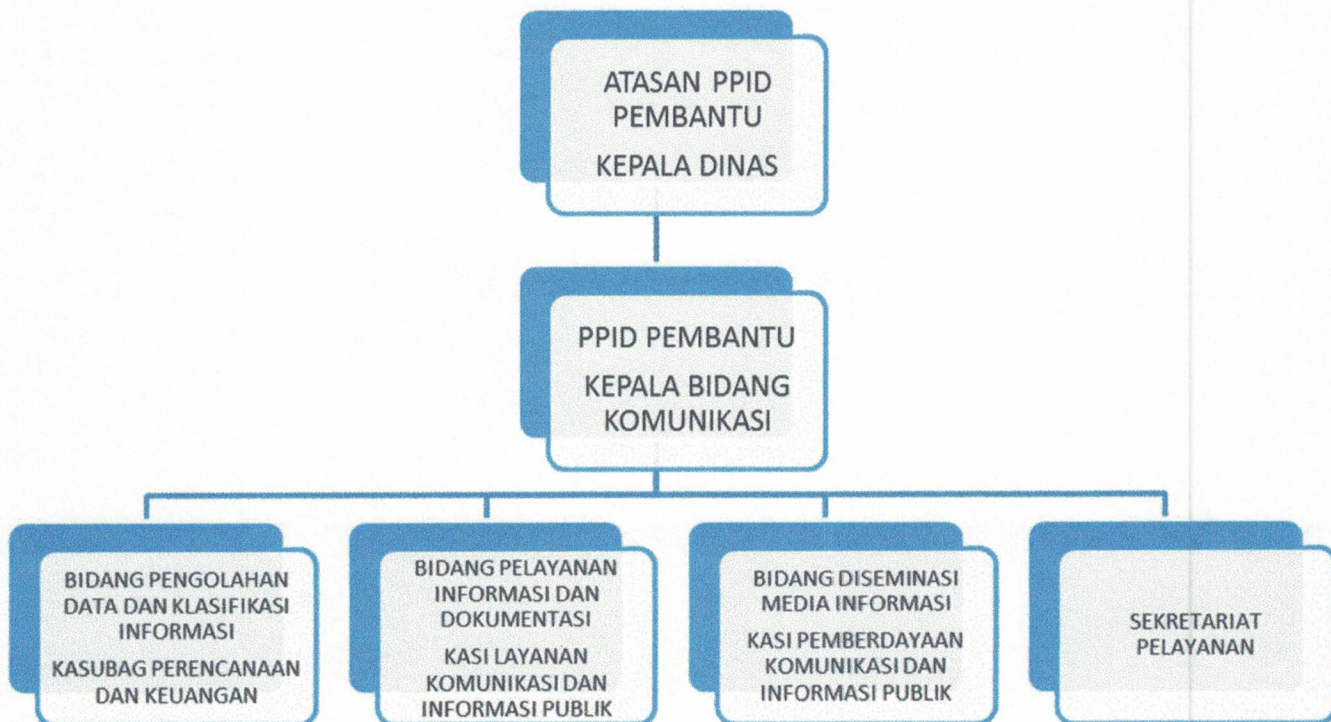 ATASAN PPID
PEMBANTU
KEPALA DINAS
PPID PEMBANTU
KEPALA BIDANG
KOMUNIKASI
BIDANG PENGOLAHAN
DATA DAN KLASIFIKASI
INFORMASI
KASUBAG PERENCANAAN
DAN KEUANGAN
BIDANG PELAYANAN
INFORMASI DAN
DOKUMENTASI
KASI LAYANAN
KOMUNIKASI DAN
INFORMASI PUBLIK
BIDANG DISEMINASI
MEDIA INFORMASI
KASI PEMBERDAYAAN
KOMUNIKASI DAN
INFORMASI PUBLIK
SEKRETARIAT
PELAYANAN